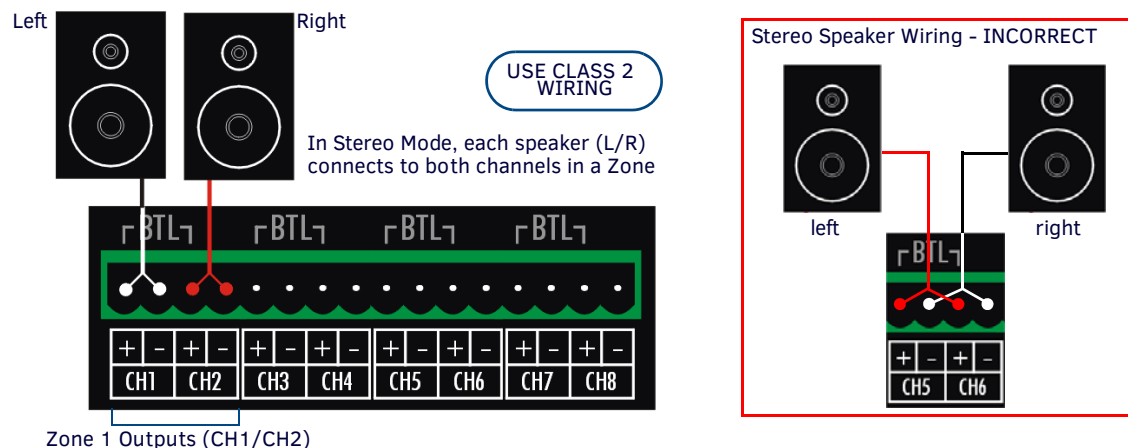 Left
Right
USE CLASS 2
WIRING
In Stereo Mode, each speaker (L/R)
connects to both channels in a Zone
BTL BTL BTL BTL
+ - + - + - + - + - + - + - + -
CH1 CH2 CH3 CH4 CH5 CH6 CH7 CH8
Zone 1 Outputs (CH1/CH2)
Stereo Speaker Wiring - INCORRECT
left
right
BTL
+ - + -
CH5 CH6